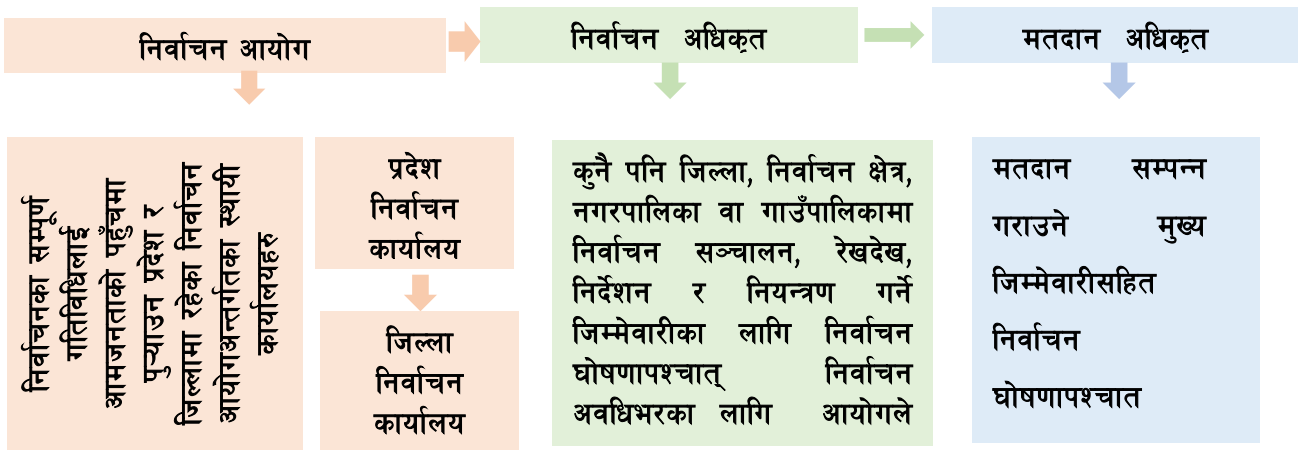 निर्वाचन आयोग
निर्वाचन अधिकृत
मतदान अधिकृत
निर्वाचनका सम्पूर्ण
गतिविधिलाई
आमजनताको पहुँचमा
पुऱ्याउन प्रदेश र
जिल्लामा रहेका निर्वाचन
आयोगअन्तर्गतका स्थायी
कार्यालयहरु
प्रदेश
निर्वाचन
कार्यालय
जिल्ला
निर्वाचन
कार्यालय
कुनै पनि जिल्ला, निर्वाचन क्षेत्र,
नगरपालिका वा गाउँपालिकामा
निर्वाचन सञ्चालन, रेखदेख,
निर्देशन र नियन्त्रण गर्ने
जिम्मेवारीका लागि निर्वाचन
घोषणापश्चात् निर्वाचन
अवधिभरका लागि आयोगले
मतदान सम्पन्न
गराउने मुख्य
जिम्मेवारीसहित
निर्वाचन
घोषणापश्चात